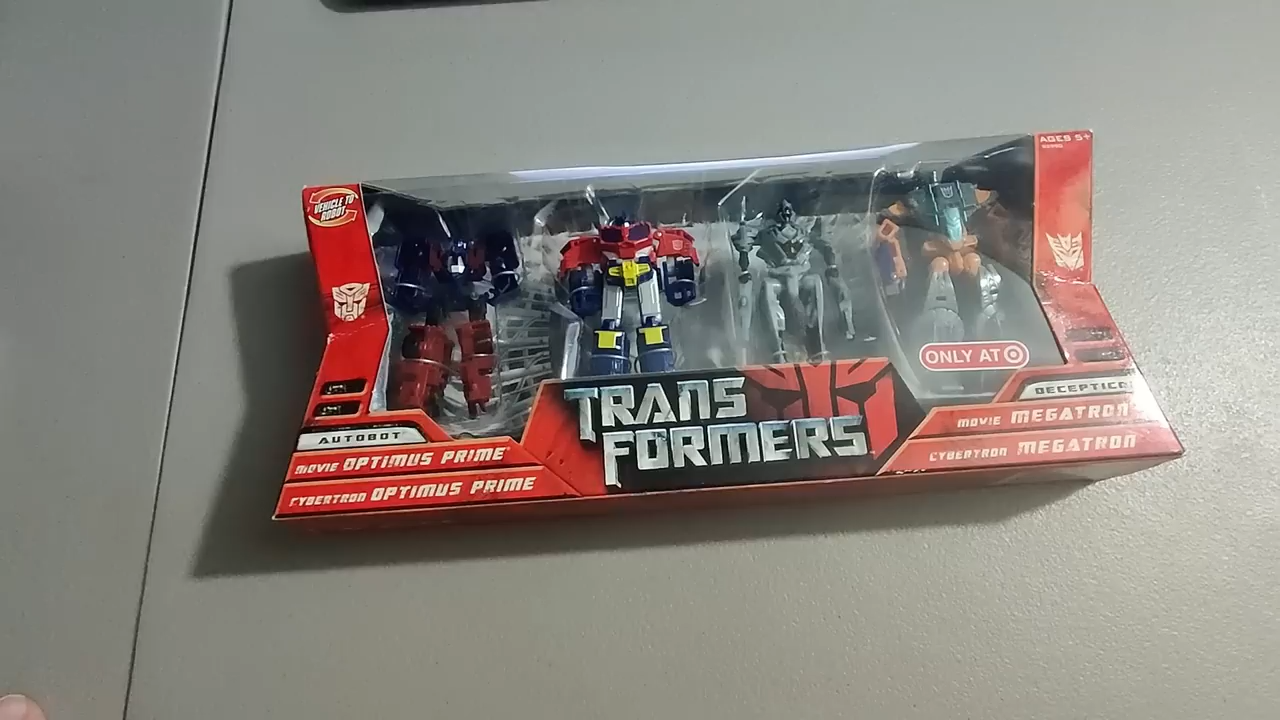 VEHICLE TO
ROBOT
AGES 5+
ONLY AT
TRANS
FORMERS
AUTOBOT
MOVIE OPTIMUS PRIME
CYBERTRON OPTIMUS PRIME
DECEPTICON
MOVIE MEGATRON
CYBERTRON MEGATRON